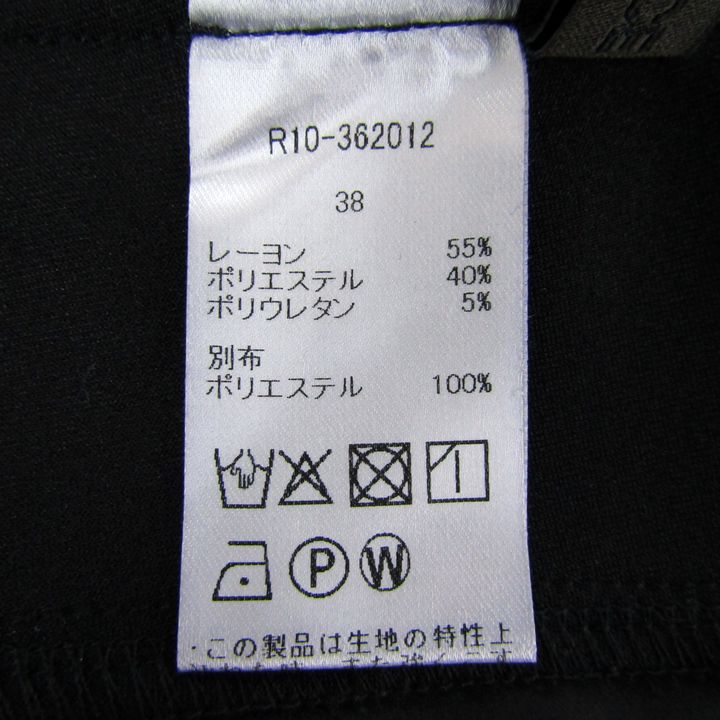 R10-362012
38
レーヨン 55%
ポリエステル 40%
ポリウレタン 5%
別布
ポリエステル 100%
P W
・この製品は生地の特性上